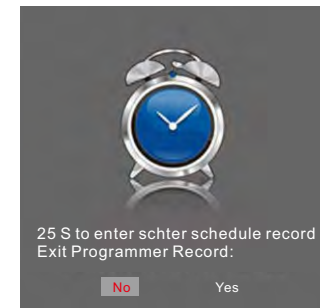 25 S to enter schter schedule record
Exit Programmer Record:
No Yes